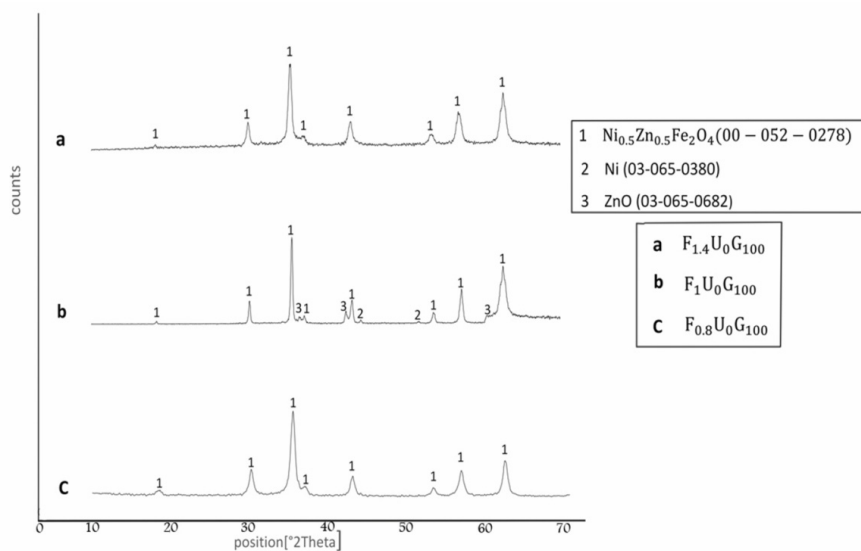 1
1
1
1
1
1
1
1
a
1 Ni0.5Zn0.5Fe2O4(00 − 052 − 0278)
2 Ni (03-065-0380)
3 ZnO (03-065-0682)
counts
a F1.4U0G100
b F1U0G100
C F0.8U0G100
1
1
1
3
1
3
1
2
2
1
1
3
1
b
1
1
1
1
1
1
1
1
C
0 10 20 30 40 50 60 70
position[°2Theta]